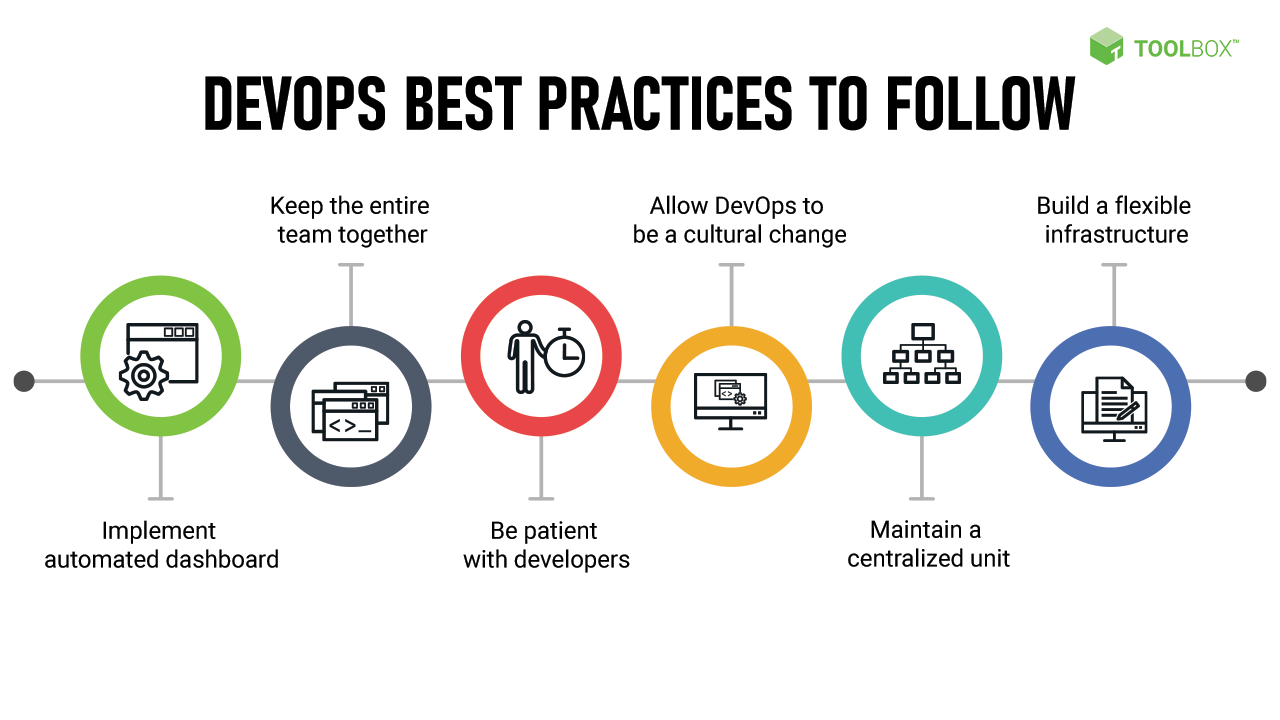 TOOLBOX™
DEVOPS BEST PRACTICES TO FOLLOW
Keep the entire
team together
Allow DevOps to
be a cultural change
Build a flexible
infrastructure
<>_
<>
Implement
automated dashboard
Be patient
with developers
Maintain a
centralized unit